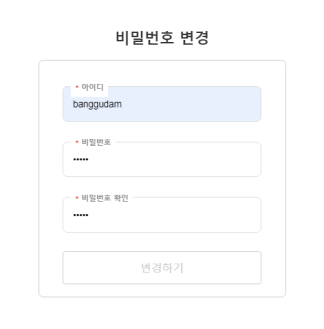 비밀번호 변경
* 아이디
banggudam
* 비밀번호
•••••
* 비밀번호 확인
•••••
변경하기